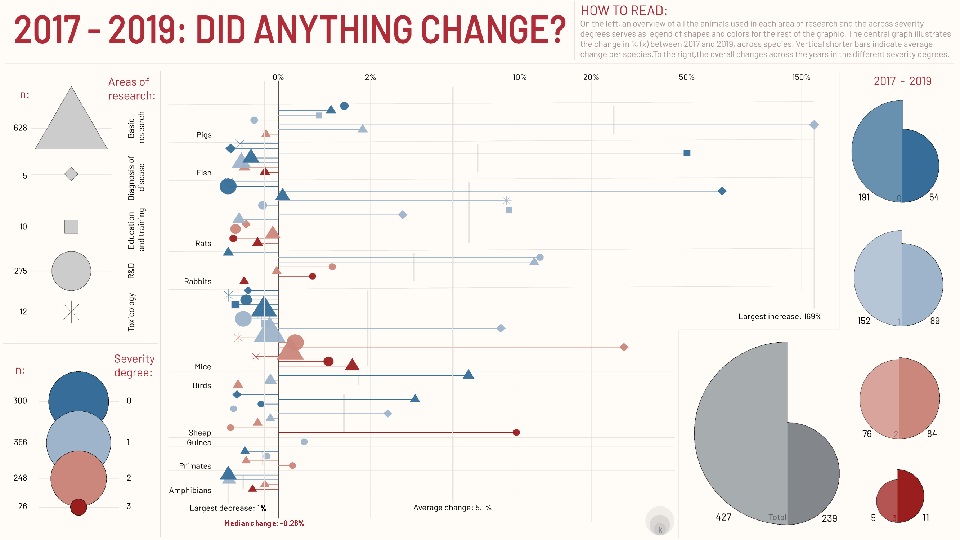 2017 - 2019: DID ANYTHING CHANGE?
HOW TO READ:
On the left, an overview of all the animals used in each area of research and the across severity
degrees serves as legend of shapes and colors for the rest of the graphic. The central graph illustrates
the change in % (x) between 2017 and 2019, across species. Vertical shorter bars indicate average
change per species. To the right, the overall changes across the years in the different severity degrees.
n:
Areas of
research:
628
Basic
research
5
Diagnosis of
disease
10
Education
and training
275
R&D
12
Toxicology
n:
Severity
degree:
300
0
356
1
248
2
26
3
0%
2%
10%
20%
50%
150%
Pigs
Fish
Rats
Rabbits
Mice
Birds
Sheep
Guinea
Primates
Amphibians
Largest increase: 169%
Largest decrease: 1%
Average change: 5.1%
Median change: -0.28%
k
2017 - 2019
191
0
54
152
1
89
76
2
84
5
11
427
Total
239